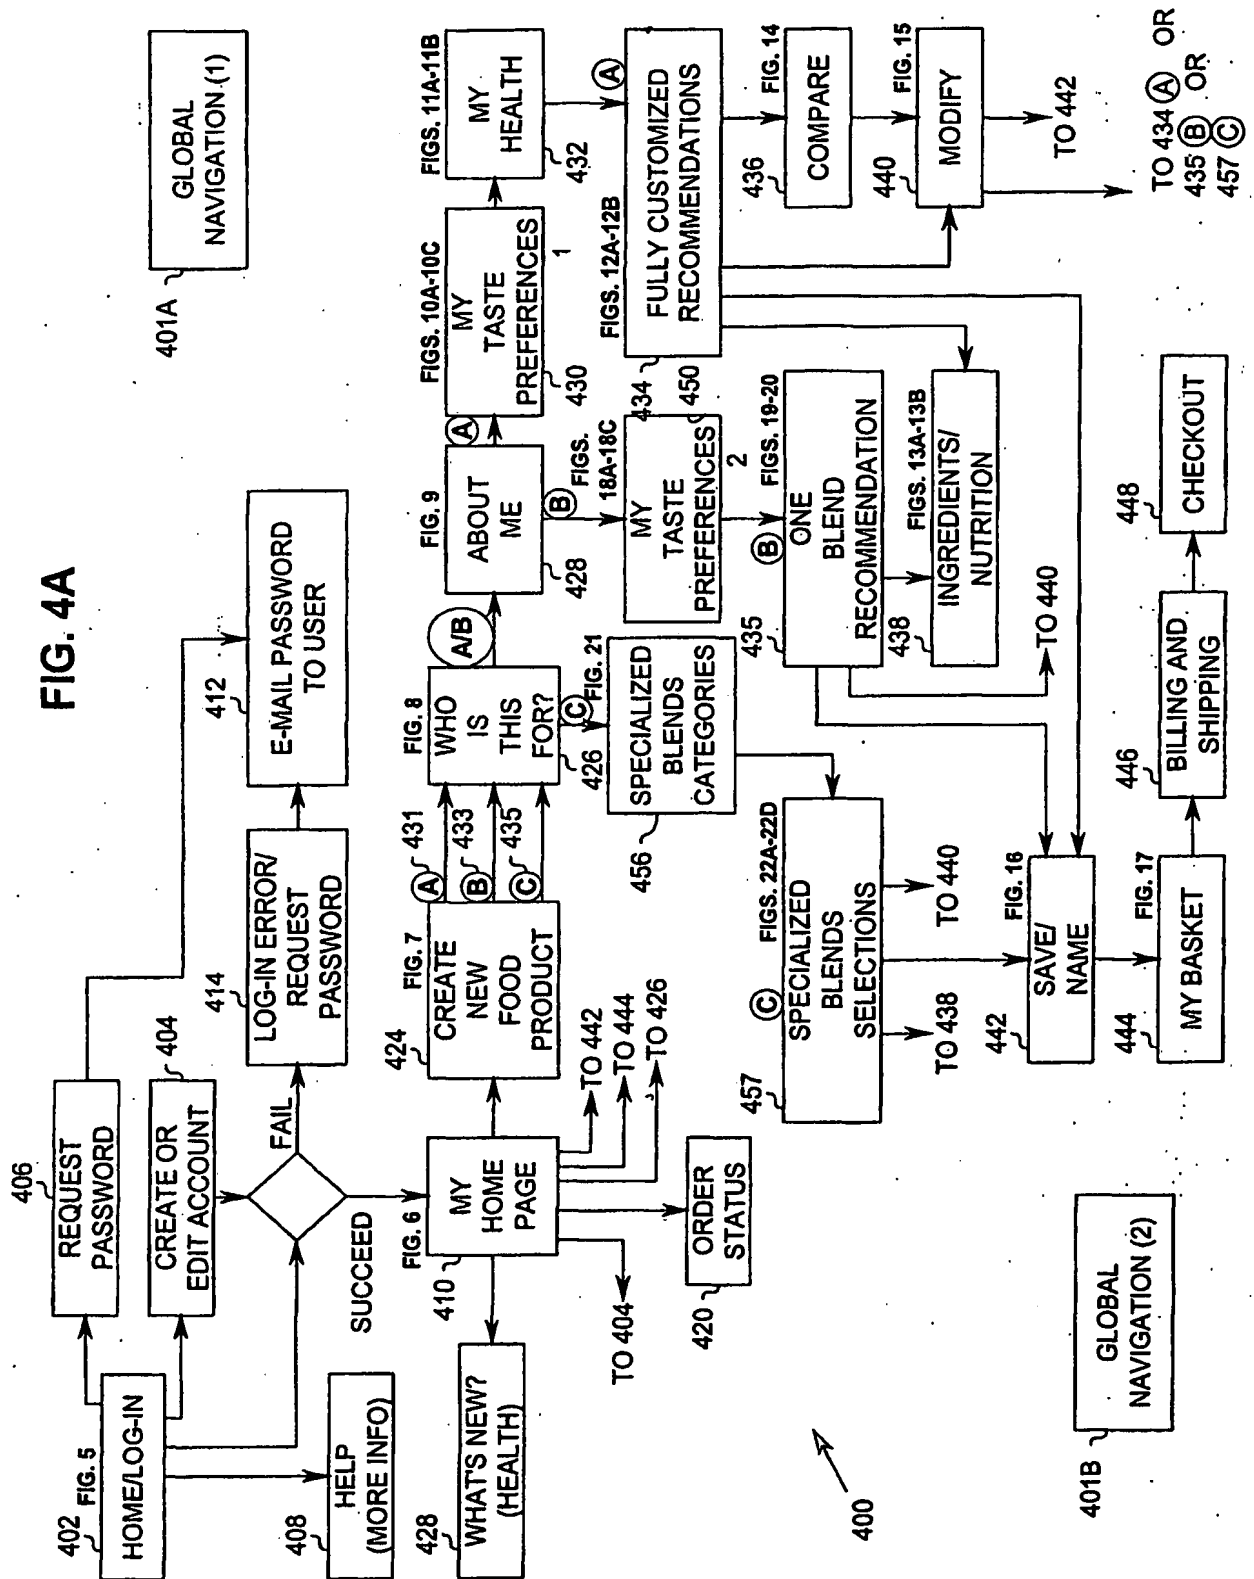 FIG. 4A
406
REQUEST
PASSWORD
404
CREATE OR
EDIT ACCOUNT
402
FIG. 5
HOME/LOG-IN
408
HELP
(MORE INFO)
FAIL
SUCCEED
414
LOG-IN ERROR/
REQUEST
PASSWORD
412
E-MAIL PASSWORD
TO USER
401A
GLOBAL
NAVIGATION (1)
428
WHAT'S NEW?
(HEALTH)
410
FIG. 6
MY
HOME
PAGE
TO 404
420
ORDER
STATUS
TO 442
TO 444
TO 426
424
FIG. 7
CREATE
NEW
FOOD
PRODUCT
A
431
B
433
C
435
FIG. 8
WHO
IS
THIS
FOR?
426
A/B
C
FIG. 21
SPECIALIZED
BLENDS
CATEGORIES
456
FIG. 9
ABOUT
ME
428
A
B
FIGS. 10A-10C
MY
TASTE
PREFERENCES
1
430
FIGS. 11A-11B
MY
HEALTH
432
FIGS.
18A-18C
MY
TASTE
PREFERENCES
2
450
434
FIGS. 12A-12B
A
FULLY CUSTOMIZED
RECOMMENDATIONS
FIG. 14
COMPARE
436
FIG. 15
MODIFY
440
TO 442
TO 434 A OR
435 B OR
457 C
B
FIGS. 19-20
ONE
BLEND
RECOMMENDATION
435
FIGS. 13A-13B
INGREDIENTS/
NUTRITION
438
TO 440
C
FIGS. 22A-22D
SPECIALIZED
BLENDS
SELECTIONS
457
TO 438
TO 440
FIG. 16
SAVE/
NAME
442
FIG. 17
MY BASKET
444
446
BILLING AND
SHIPPING
448
CHECKOUT
400
401B
GLOBAL
NAVIGATION (2)